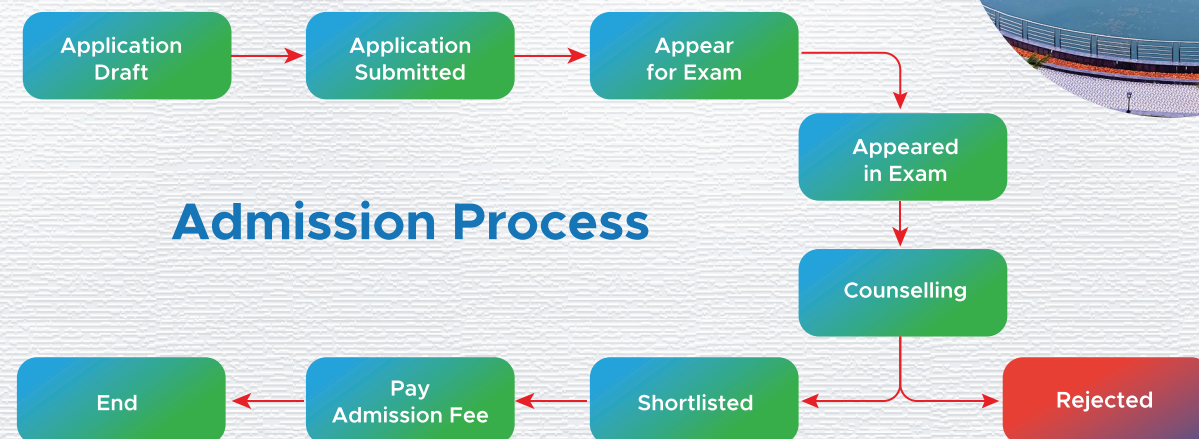 Application
Draft
Application
Submitted
Appear
for Exam
Appeared
in Exam
Admission Process
Counselling
End
Pay
Admission Fee
Shortlisted
Rejected